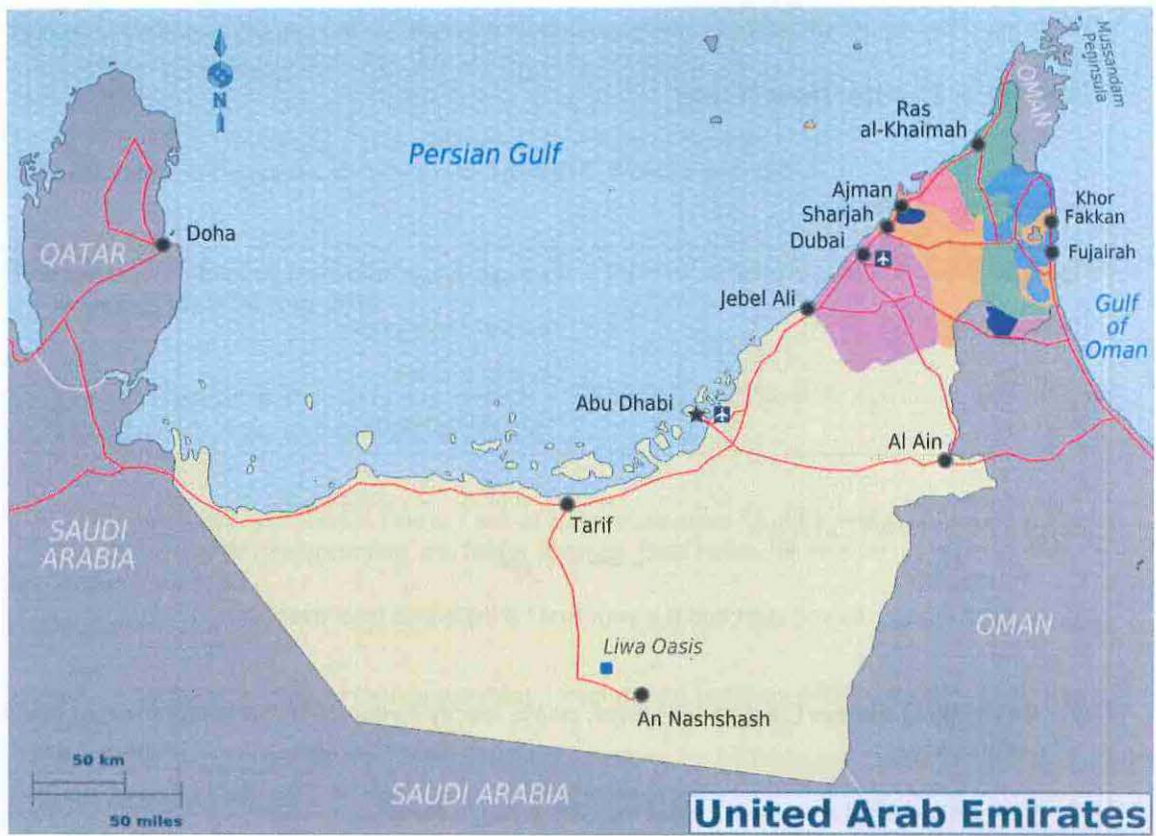 Mussandam
Peninsula
OMAN
N
Ras
al-Khaimah
Persian Gulf
Ajman
Khor
Fakkan
Sharjah
Doha
Dubai
Fujairah
QATAR
Jebel Ali
Gulf
of
Oman
Abu Dhabi
Al Ain
Tarif
SAUDI
ARABIA
OMAN
Liwa Oasis
An Nashshash
50 km
50 miles
SAUDI ARABIA
United Arab Emirates